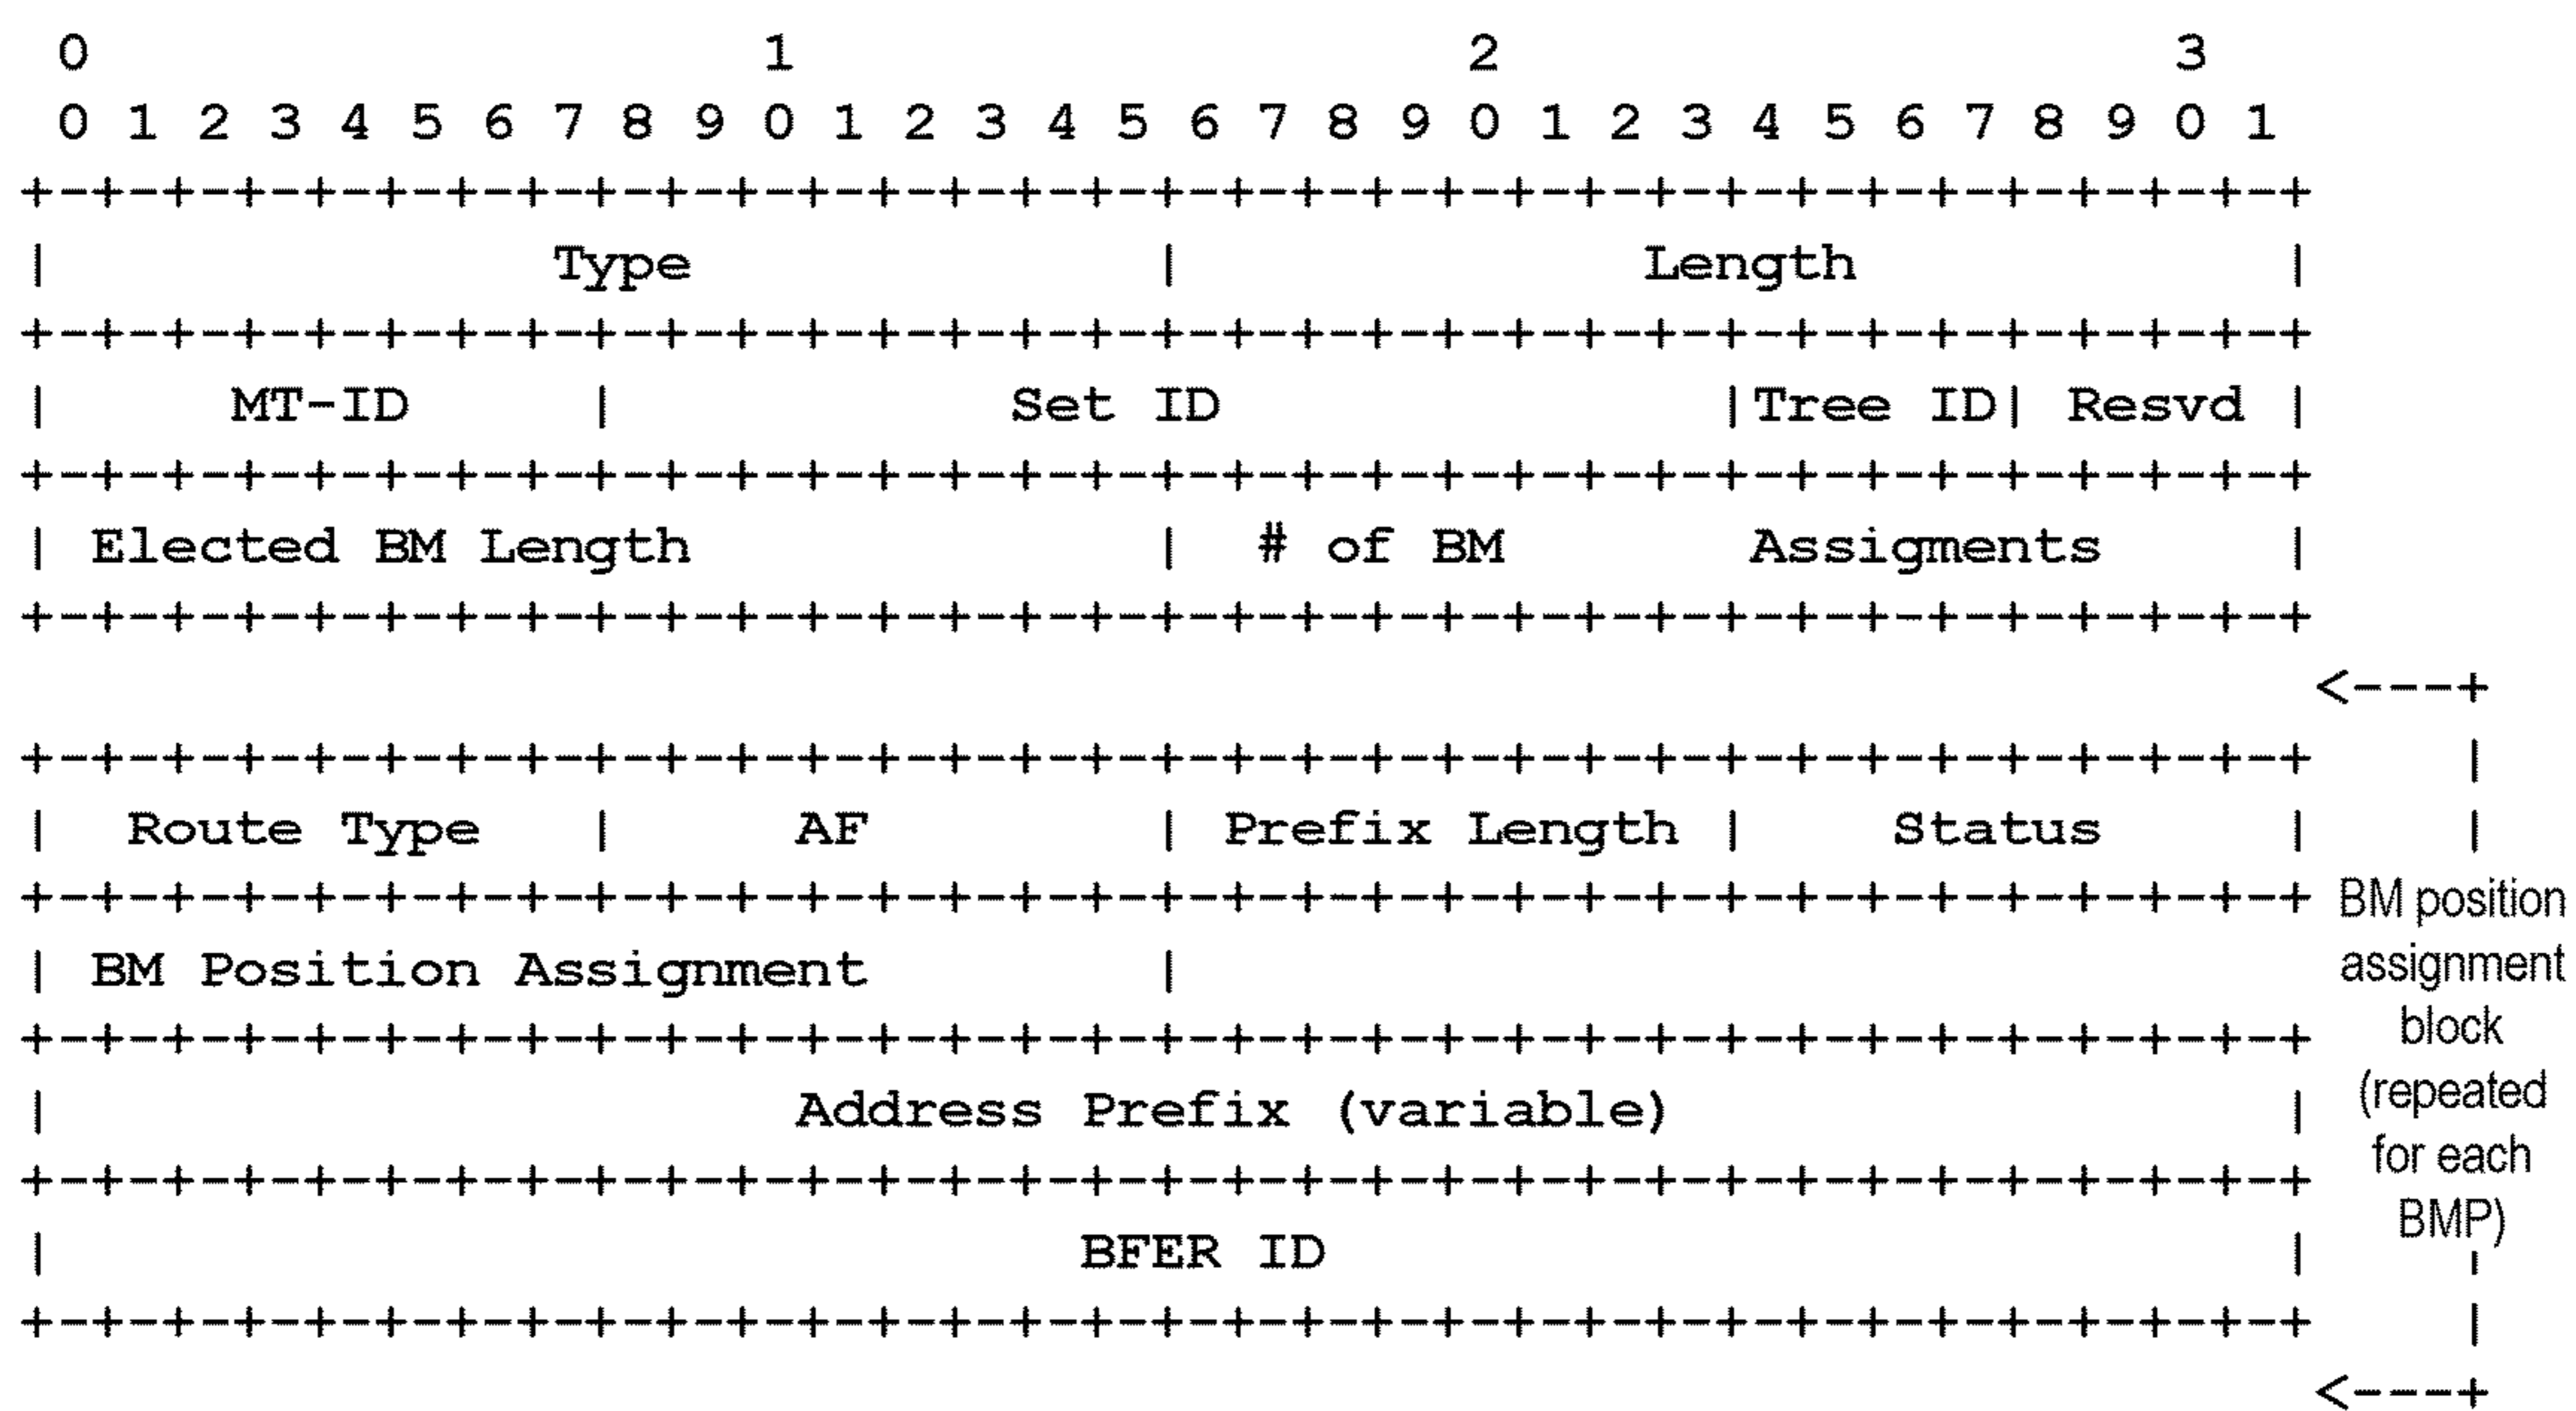 0                   1                   2                   3
0 1 2 3 4 5 6 7 8 9 0 1 2 3 4 5 6 7 8 9 0 1 2 3 4 5 6 7 8 9 0 1
+-+-+-+-+-+-+-+-+-+-+-+-+-+-+-+-+-+-+-+-+-+-+-+-+-+-+-+-+-+-+-+-+
| Type | Length |
+-+-+-+-+-+-+-+-+-+-+-+-+-+-+-+-+-+-+-+-+-+-+-+-+-+-+-+-+-+-+-+-+
| MT-ID | Set ID |Tree ID| Resvd |
+-+-+-+-+-+-+-+-+-+-+-+-+-+-+-+-+-+-+-+-+-+-+-+-+-+-+-+-+-+-+-+-+
| Elected BM Length | # of BM Assigments |
+-+-+-+-+-+-+-+-+-+-+-+-+-+-+-+-+-+-+-+-+-+-+-+-+-+-+-+-+-+-+-+-+
<----+
+-+-+-+-+-+-+-+-+-+-+-+-+-+-+-+-+-+-+-+-+-+-+-+-+-+-+-+-+-+-+-+-+ |
| Route Type | AF | Prefix Length | Status | |
+-+-+-+-+-+-+-+-+-+-+-+-+-+-+-+-+-+-+-+-+-+-+-+-+-+-+-+-+-+-+-+-+
| BM Position Assignment |
+-+-+-+-+-+-+-+-+-+-+-+-+-+-+-+-+-+-+-+-+-+-+-+-+-+-+-+-+-+-+-+-+
| Address Prefix (variable) |
+-+-+-+-+-+-+-+-+-+-+-+-+-+-+-+-+-+-+-+-+-+-+-+-+-+-+-+-+-+-+-+-+
| BFER ID |
+-+-+-+-+-+-+-+-+-+-+-+-+-+-+-+-+-+-+-+-+-+-+-+-+-+-+-+-+-+-+-+-+ |
BM position
assignment
block
(repeated
for each
BMP)
<----+